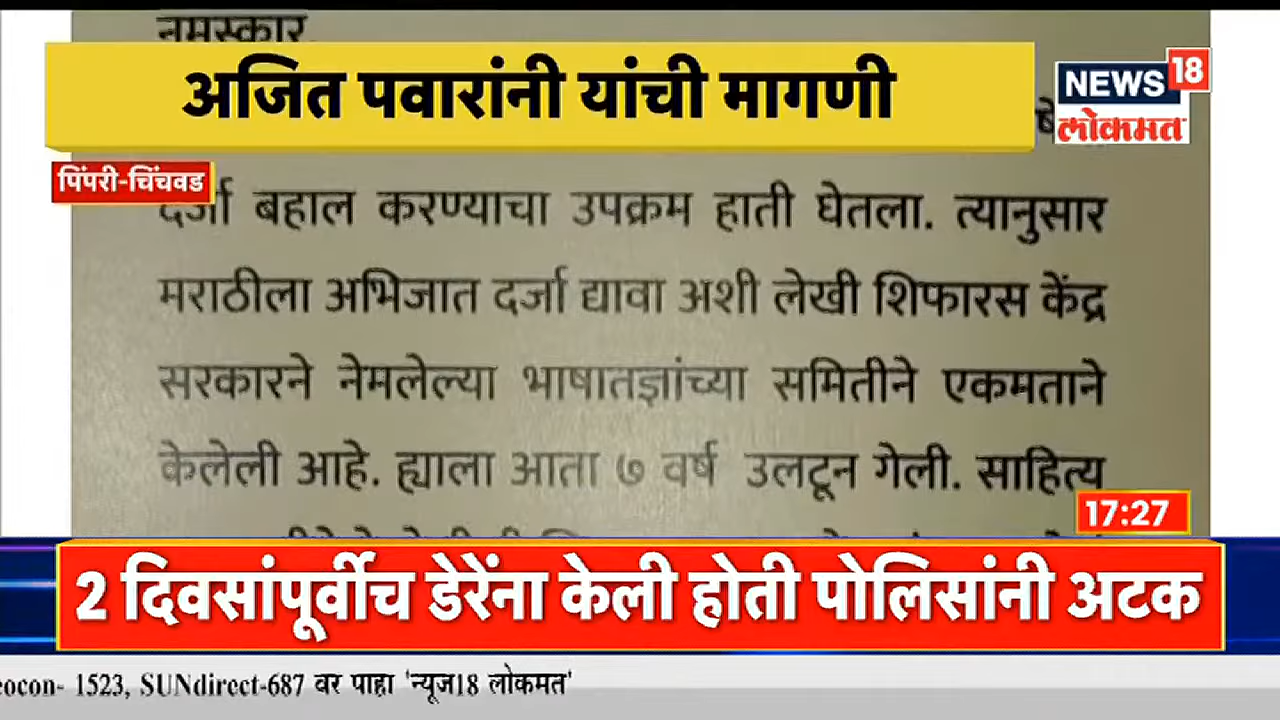 नमस्कार,
अजित पवारांनी यांची मागणी
NEWS 18
लोकमत
पिंपरी-चिंचवड
दर्जा बहाल करण्याचा उपक्रम हाती घेतला. त्यानुसार
मराठीला अभिजात दर्जा द्यावा अशी लेखी शिफारस केंद्र
सरकारने नेमलेल्या भाषातज्ज्ञांच्या समितीने एकमताने
केलेली आहे. ह्याला आता ७ वर्ष उलटून गेली. साहित्य
17:27
2 दिवसांपूर्वीच डेरेंना केली होती पोलिसांनी अटक
eocon- 1523, SUNdirect-687 वर पाहा 'न्यूज18 लोकमत'